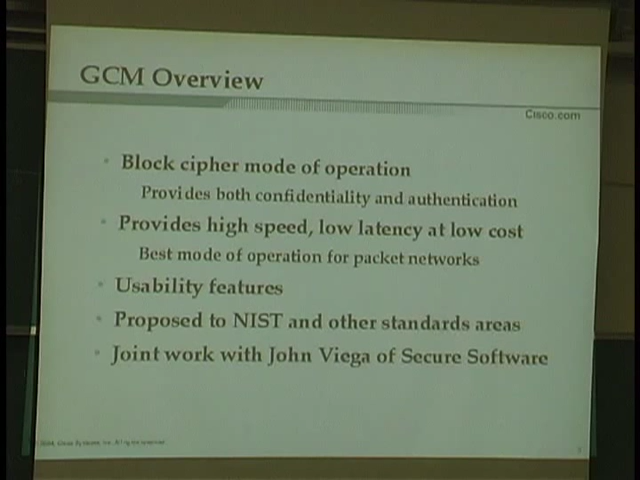 GCM Overview
Cisco.com
Block cipher mode of operation
Provides both confidentiality and authentication
Provides high speed, low latency at low cost
Best mode of operation for packet networks
Usability features
Proposed to NIST and other standards areas
Joint work with John Viega of Secure Software